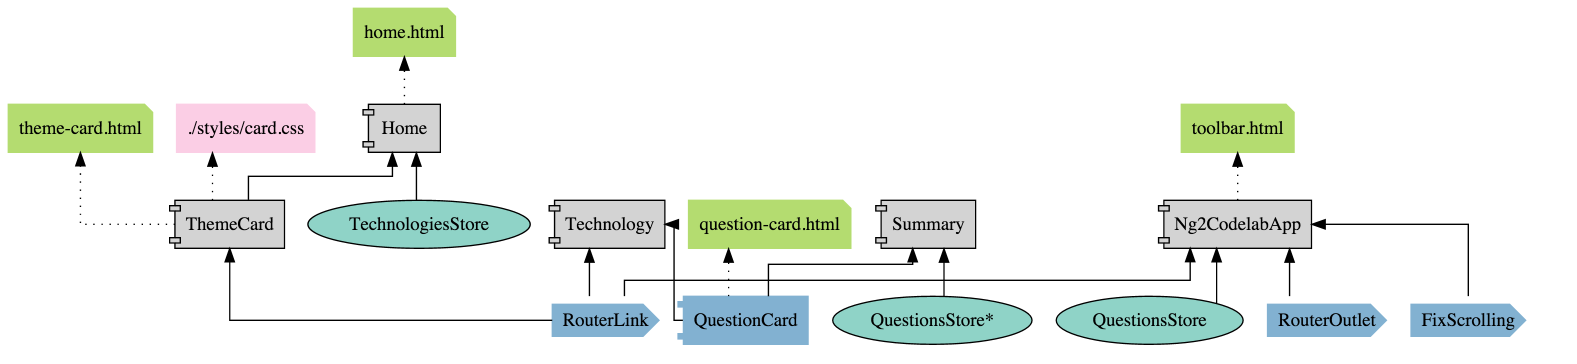 home.html
theme-card.html
./styles/card.css
Home
toolbar.html
ThemeCard
TechnologiesStore
Technology
question-card.html
Summary
Ng2CodelabApp
RouterLink
QuestionCard
QuestionsStore*
QuestionsStore
RouterOutlet
FixScrolling